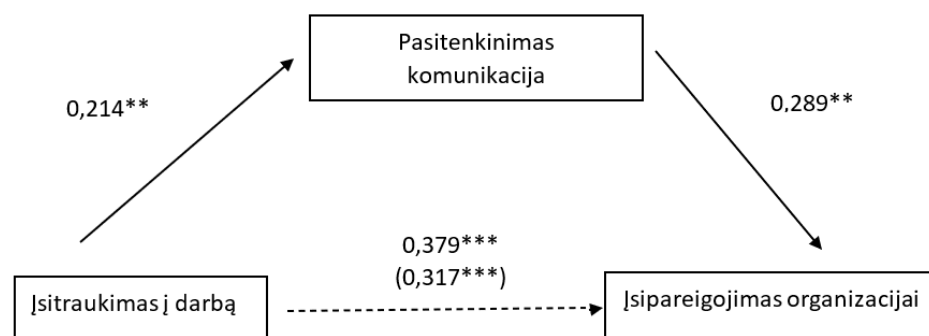 Pasitenkinimas
komunikacija
0,214**
0,289**
0,379***
(0,317***)
Įsitraukimas į darbą
Įsipareigojimas organizacijai